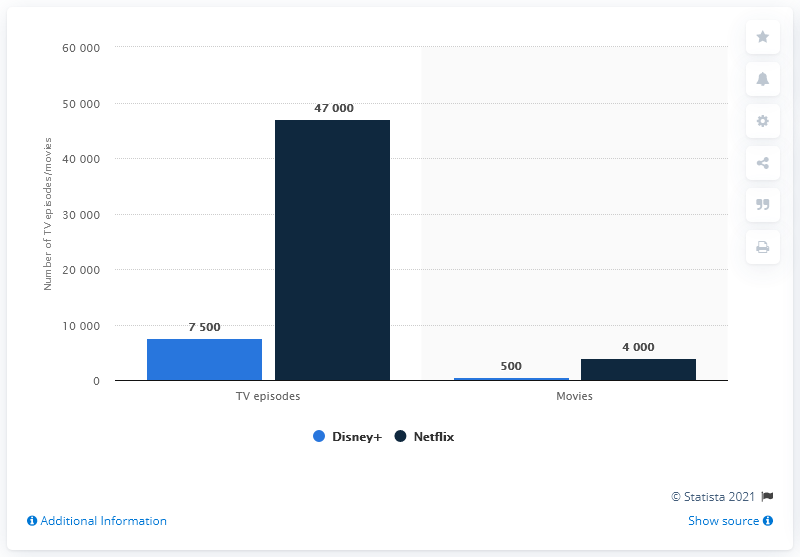 60 000
50 000
40 000
30 000
20 000
10 000
0
Number of TV episodes/movies
7 500
47 000
500
4 000
TV episodes
Movies
Disney+
Netflix
© Statista 2021
Additional Information
Show source